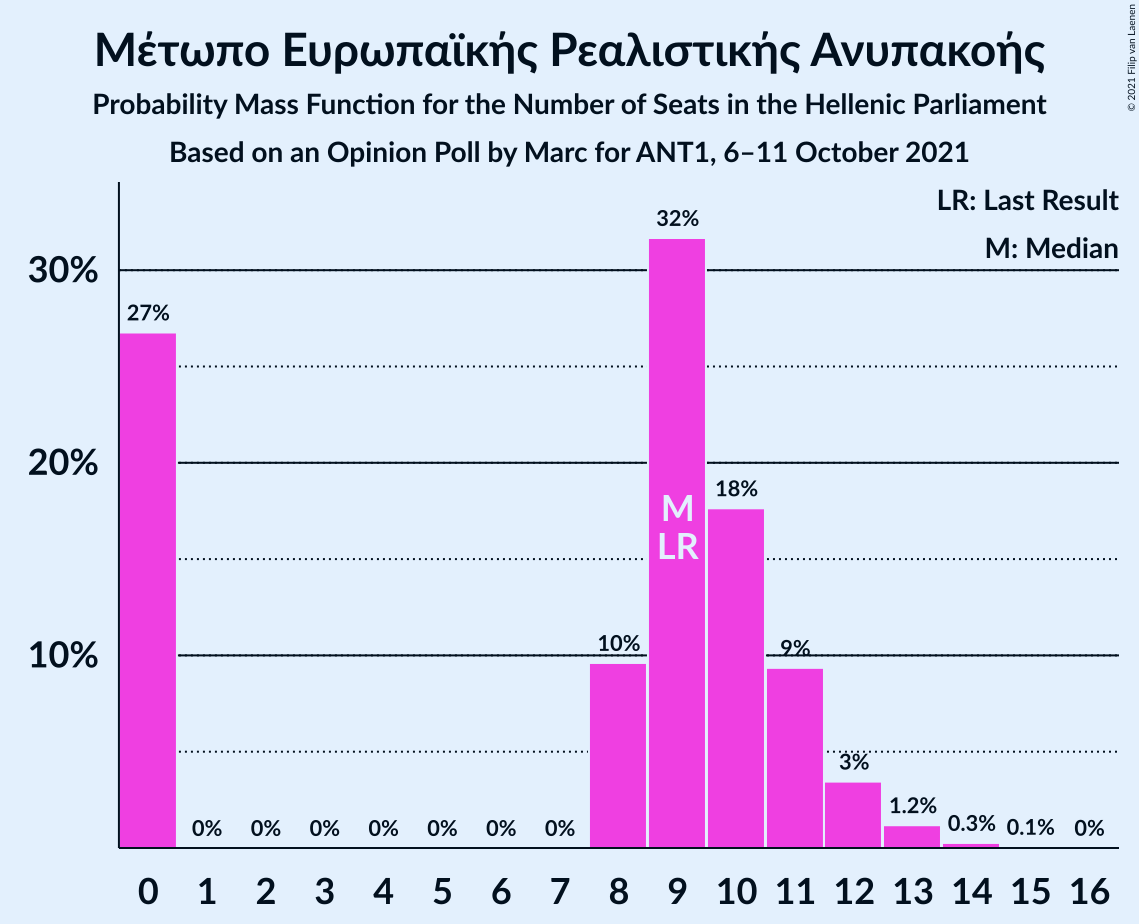 Μέτωπο Ευρωπαϊκής Ρεαλιστικής Ανυπακοής
Probability Mass Function for the Number of Seats in the Hellenic Parliament
Based on an Opinion Poll by Marc for ANT1, 6–11 October 2021
© 2021 Filip van Laenen
LR: Last Result
M: Median
30%
20%
10%
27%
0%
0%
0%
0%
0%
0%
0%
10%
32%
18%
9%
3%
1.2%
0.3%
0.1%
0%
M
LR
0 1 2 3 4 5 6 7 8 9 10 11 12 13 14 15 16